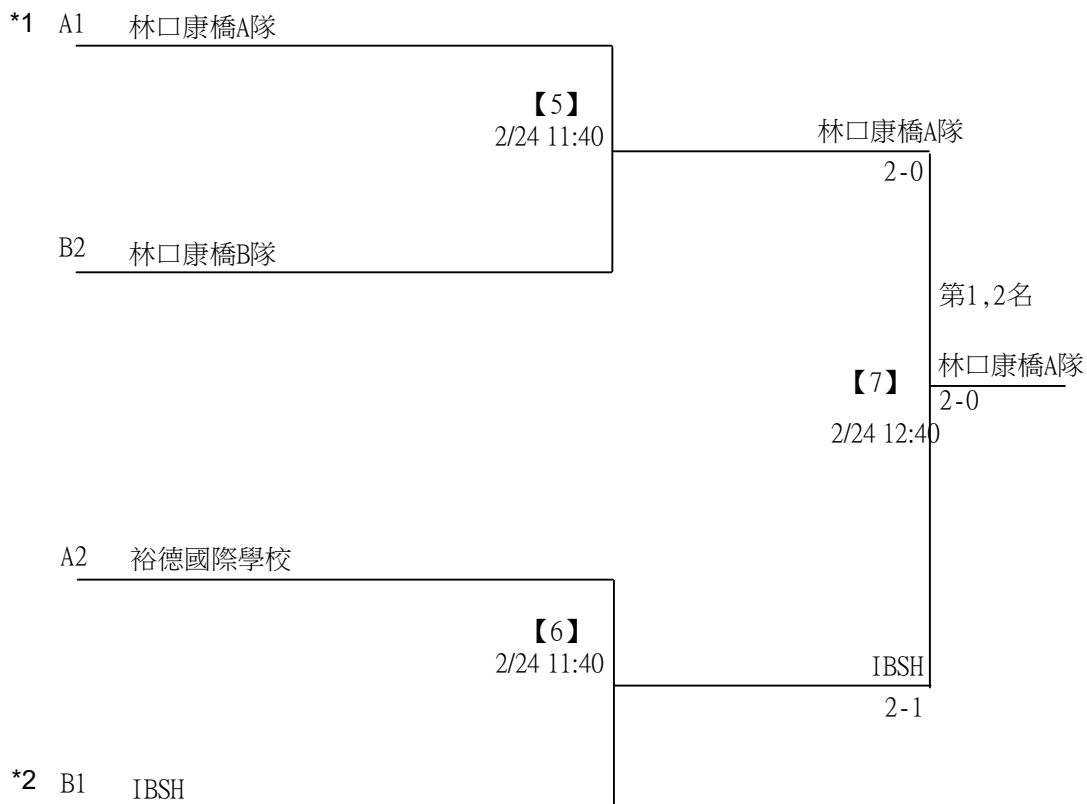 *1 A1 林口康橋A隊
【5】
2/24 11:40
林口康橋A隊
2-0
B2 林口康橋B隊
第1,2名
林口康橋A隊
【7】
2-0
2/24 12:40
A2 裕德國際學校
【6】
2/24 11:40
IBSH
2-1
*2 B1 IBSH